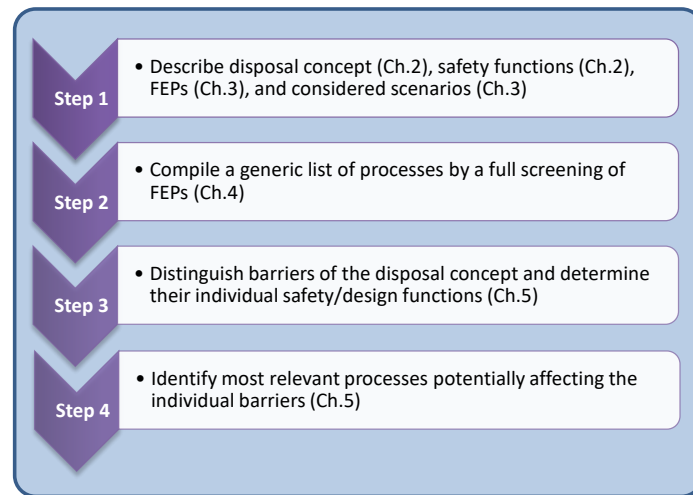 Step 1
• Describe disposal concept (Ch.2), safety functions (Ch.2),
FEPs (Ch.3), and considered scenarios (Ch.3)
Step 2
• Compile a generic list of processes by a full screening of
FEPs (Ch.4)
Step 3
• Distinguish barriers of the disposal concept and determine
their individual safety/design functions (Ch.5)
Step 4
• Identify most relevant processes potentially affecting the
individual barriers (Ch.5)